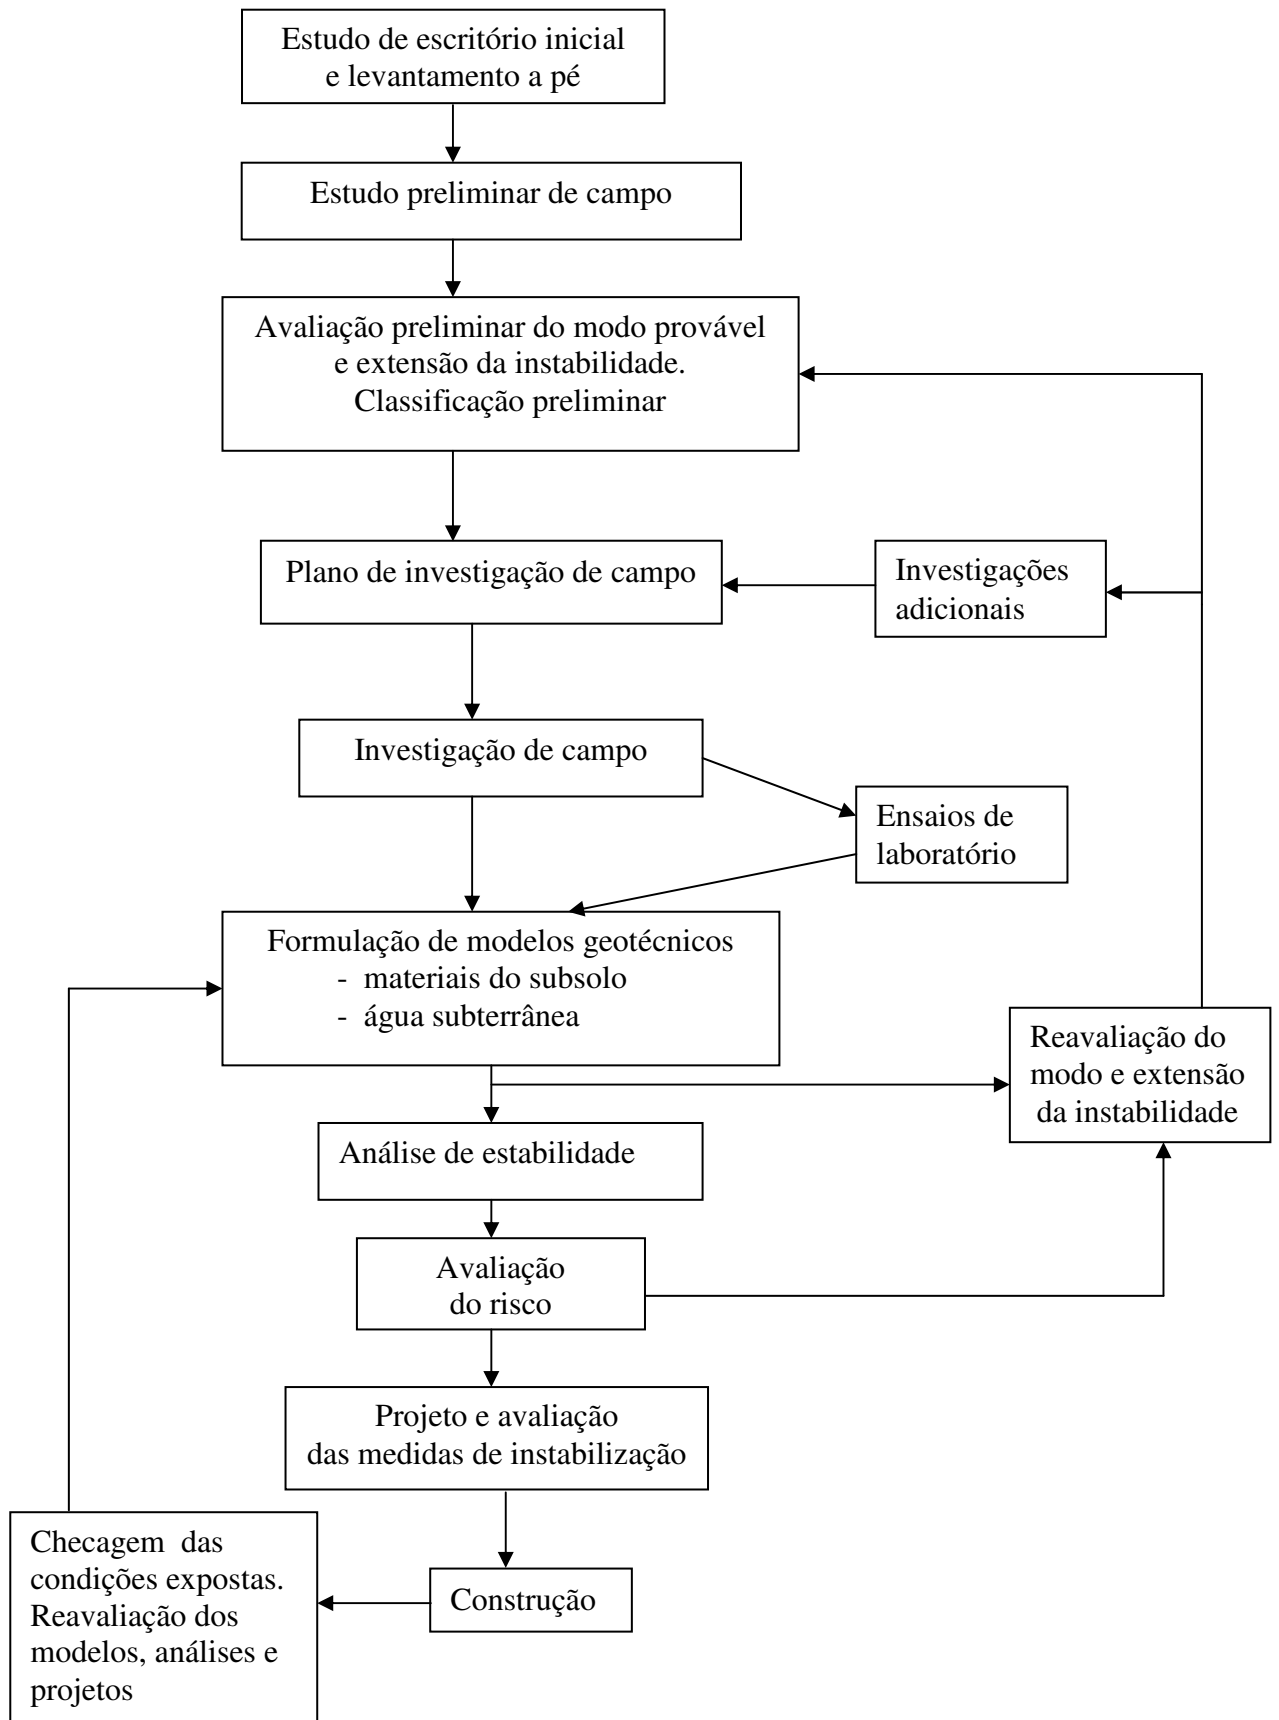 Estudo de escritório inicial
e levantamento a pé
Estudo preliminar de campo
Avaliação preliminar do modo provável
e extensão da instabilidade.
Classificação preliminar
Plano de investigação de campo
Investigações
adicionais
Investigação de campo
Ensaios de
laboratório
Formulação de modelos geotécnicos
- materiais do subsolo
- água subterrânea
Reavaliação do
modo e extensão
da instabilidade
Análise de estabilidade
Avaliação
do risco
Projeto e avaliação
das medidas de instabilização
Checagem das
condições expostas.
Reavaliação dos
modelos, análises e
projetos
Construção